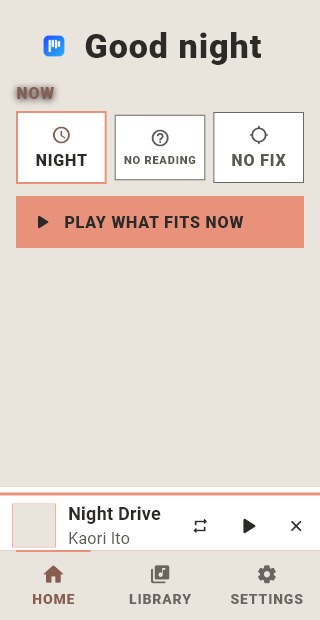 Good night
NOW
NIGHT
NO READING
NO FIX
PLAY WHAT FITS NOW
Night Drive
Kaori Ito
HOME
LIBRARY
SETTINGS